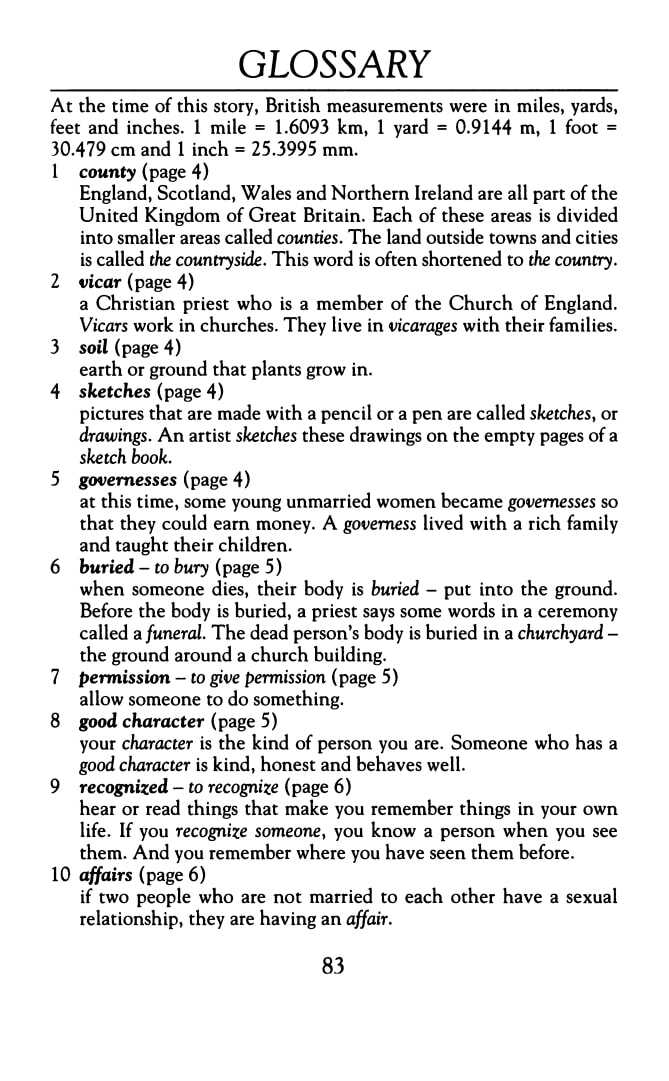 GLOSSARY
At the time of this story, British measurements were in miles, yards,
feet and inches. 1 mile = 1.6093 km, 1 yard = 0.9144 m, 1 foot =
30.479 cm and 1 inch = 25.3995 mm.
1 county (page 4)
England, Scotland, Wales and Northern Ireland are all part of the
United Kingdom of Great Britain. Each of these areas is divided
into smaller areas called counties. The land outside towns and cities
is called the countryside. This word is often shortened to the country.
2 vicar (page 4)
a Christian priest who is a member of the Church of England.
Vicars work in churches. They live in vicarages with their families.
3 soil (page 4)
earth or ground that plants grow in.
4 sketches (page 4)
pictures that are made with a pencil or a pen are called sketches, or
drawings. An artist sketches these drawings on the empty pages of a
sketch book.
5 governesses (page 4)
at this time, some young unmarried women became governesses so
that they could earn money. A governess lived with a rich family
and taught their children.
6 buried – to bury (page 5)
when someone dies, their body is buried – put into the ground.
Before the body is buried, a priest says some words in a ceremony
called a funeral. The dead person's body is buried in a churchyard –
the ground around a church building.
7 permission – to give permission (page 5)
allow someone to do something.
8 good character (page 5)
your character is the kind of person you are. Someone who has a
good character is kind, honest and behaves well.
9 recognized – to recognize (page 6)
hear or read things that make you remember things in your own
life. If you recognize someone, you know a person when you see
them. And you remember where you have seen them before.
10 affairs (page 6)
if two people who are not married to each other have a sexual
relationship, they are having an affair.
83